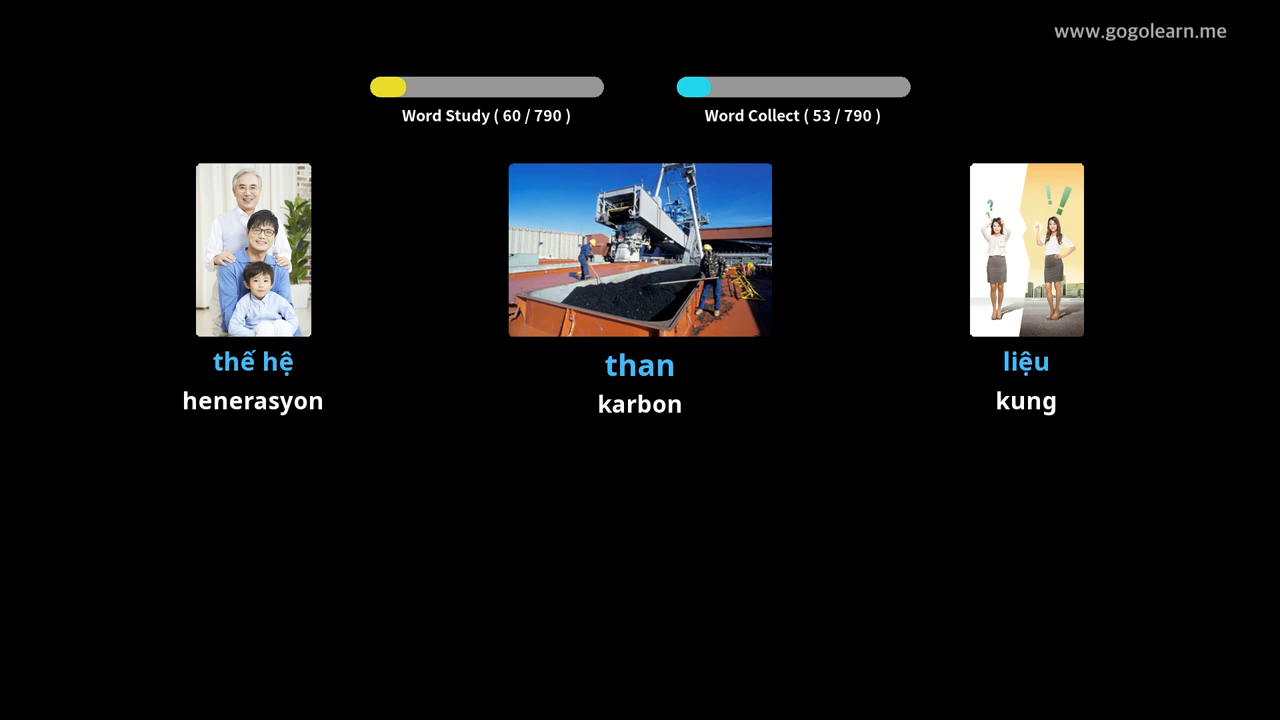 www.gogolearn.me
Word Study ( 60 / 790 )
Word Collect ( 53 / 790 )
thế hệ
henerasyon
than
karbon
liệu
kung